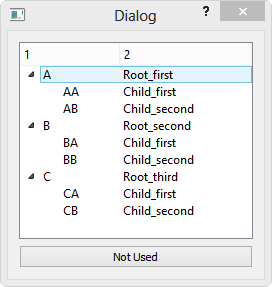 Dialog
1 2
A Root_first
AA Child_first
AB Child_second
B Root_second
BA Child_first
BB Child_second
C Root_third
CA Child_first
CB Child_second
Not Used